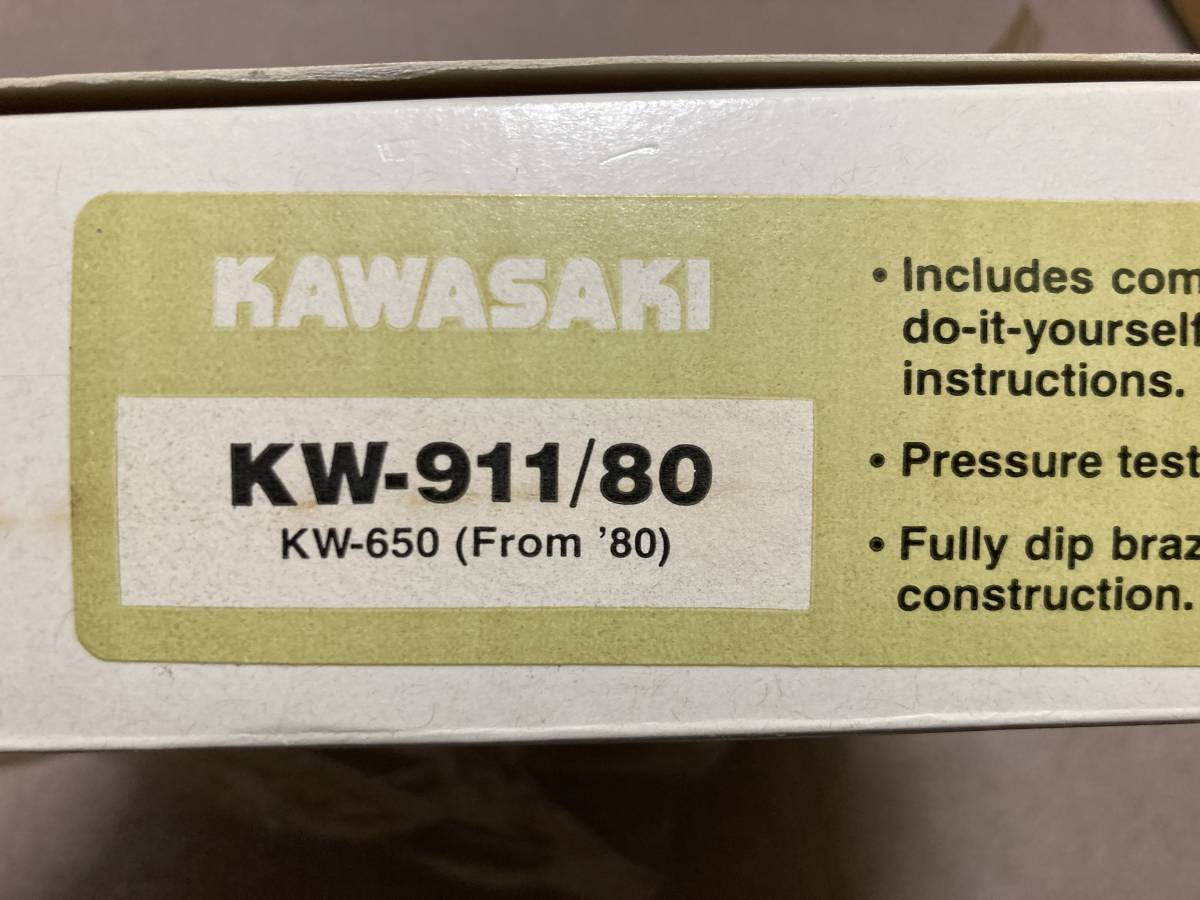 KAWASAKI
KW-911/80
KW-650 (From ’80)
• Includes com
do-it-yourself
instructions.
• Pressure test
• Fully dip braz
construction.